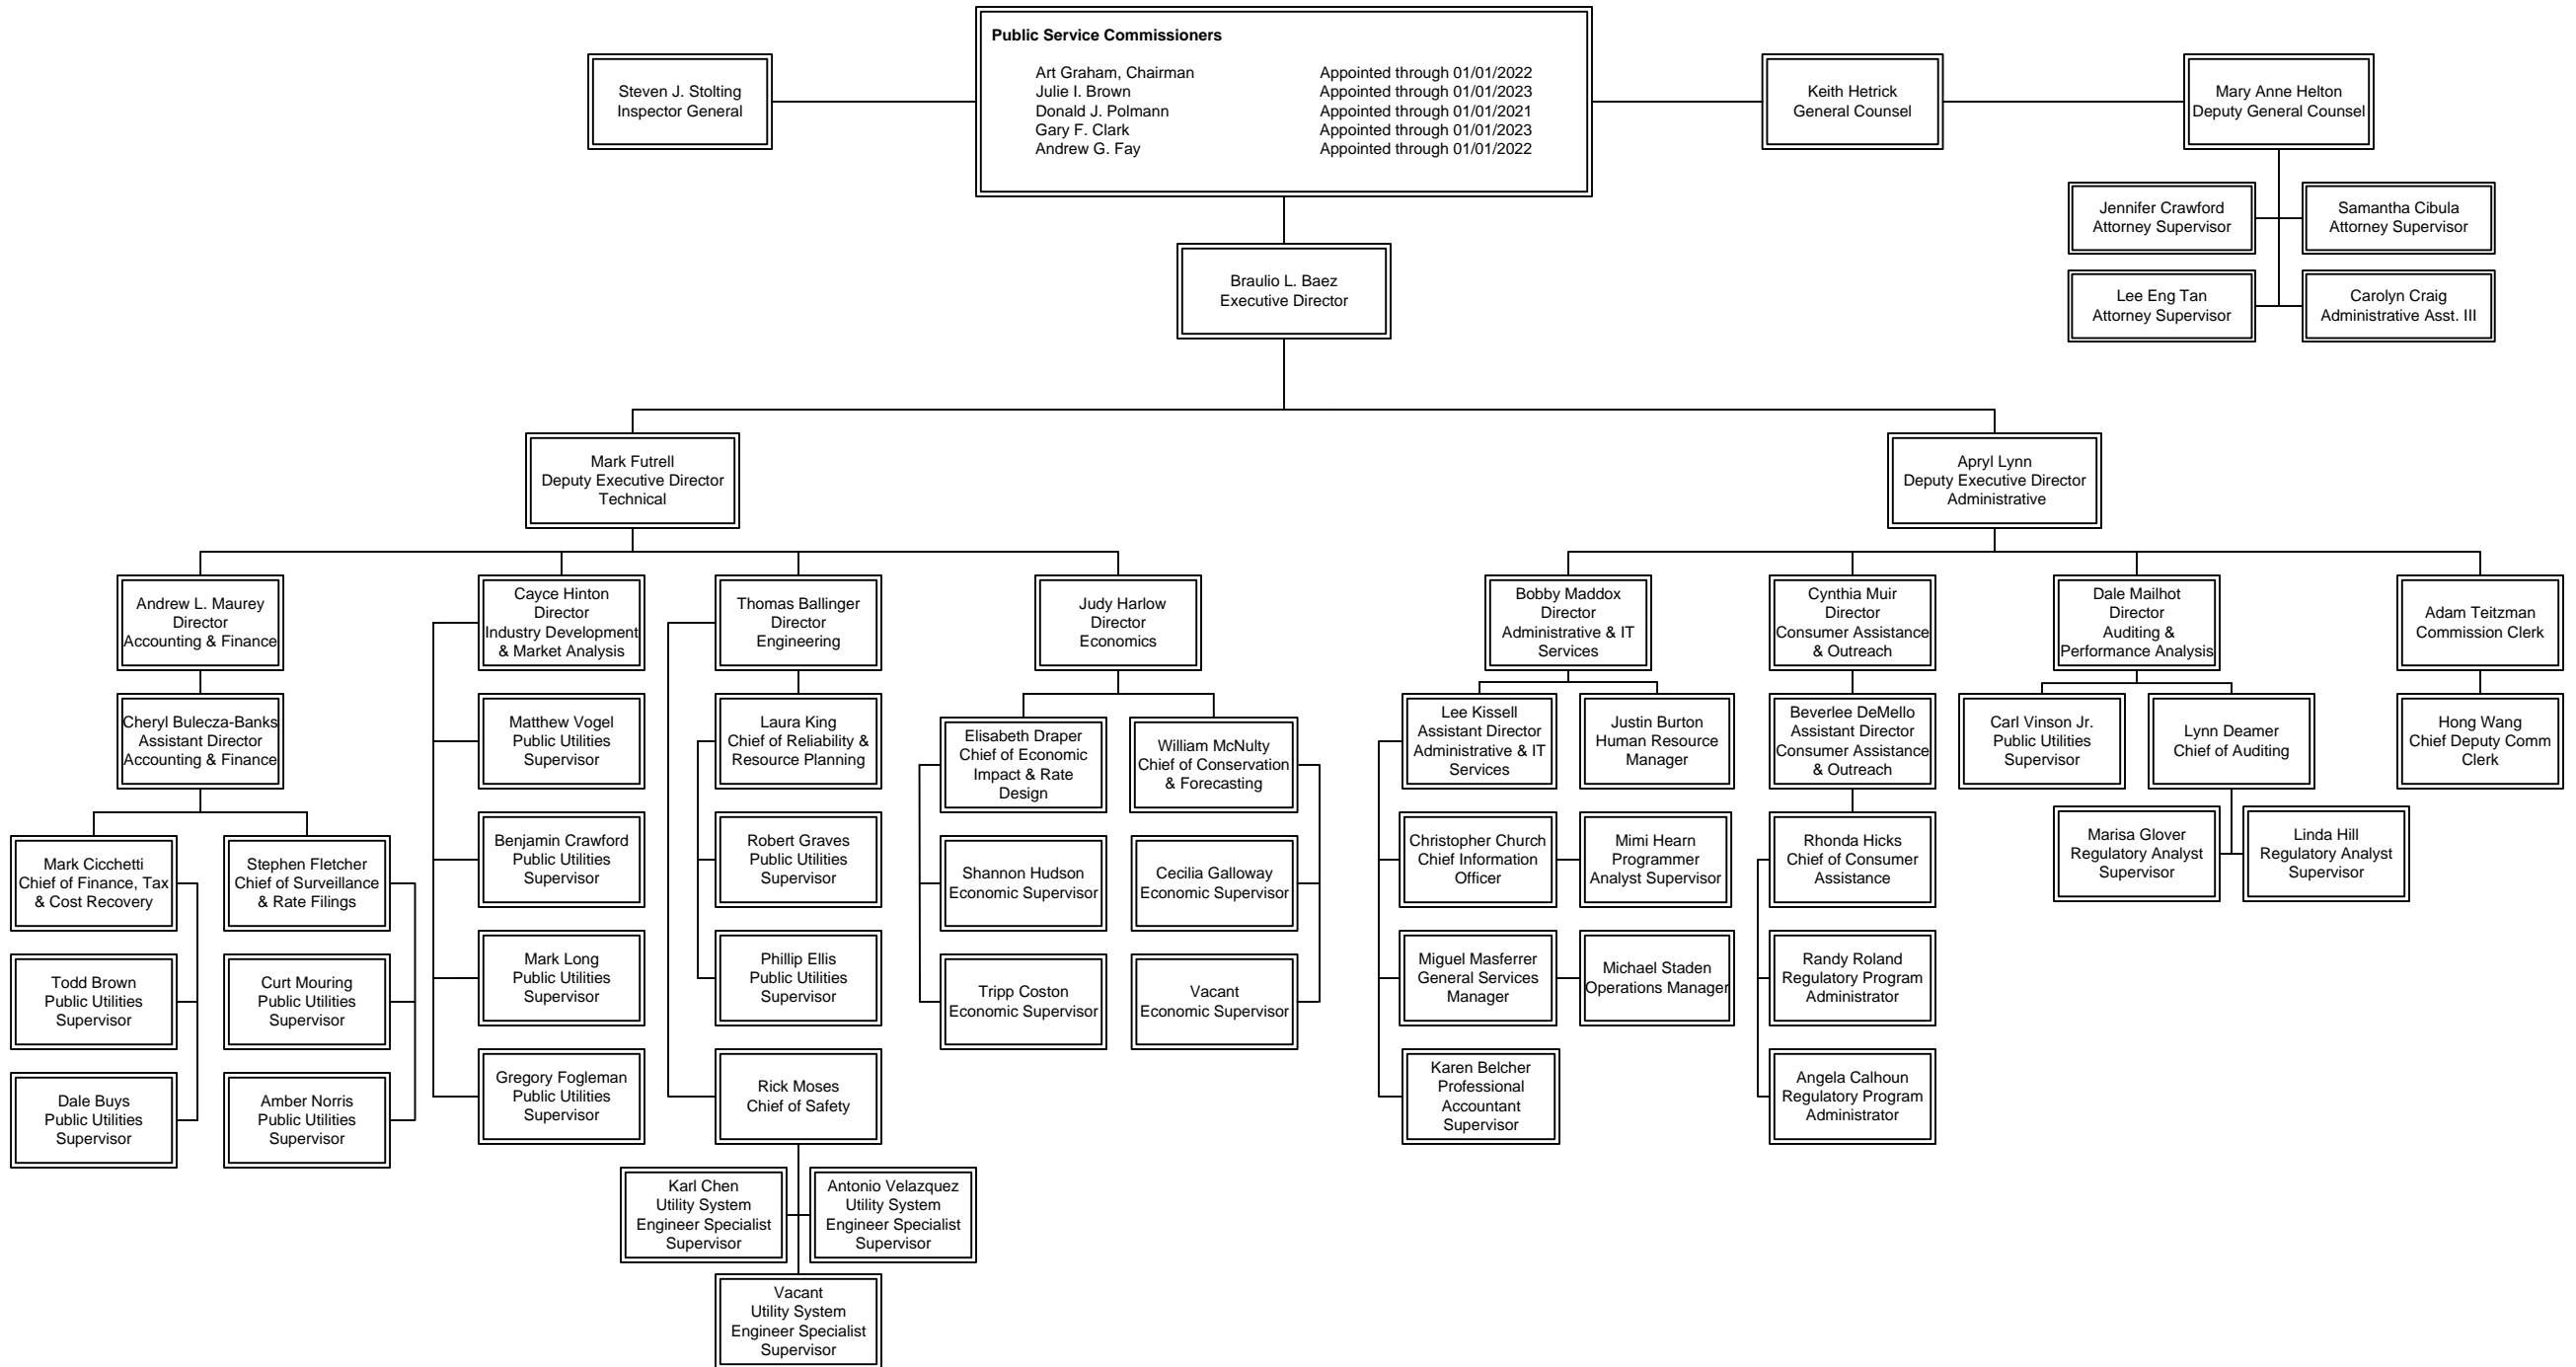 Public Service Commissioners
Art Graham, Chairman Appointed through 01/01/2022
Julie I. Brown Appointed through 01/01/2023
Donald J. Polmann Appointed through 01/01/2021
Gary F. Clark Appointed through 01/01/2023
Andrew G. Fay Appointed through 01/01/2022
Steven J. Stolting
Inspector General
Keith Hetrick
General Counsel
Mary Anne Helton
Deputy General Counsel
Jennifer Crawford
Attorney Supervisor
Samantha Cibula
Attorney Supervisor
Lee Eng Tan
Attorney Supervisor
Carolyn Craig
Administrative Asst. III
Braulio L. Baez
Executive Director
Mark Futrell
Deputy Executive Director
Technical
Apryl Lynn
Deputy Executive Director
Administrative
Andrew L. Maurey
Director
Accounting & Finance
Cheryl Bulecza-Banks
Assistant Director
Accounting & Finance
Mark Cicchetti
Chief of Finance, Tax
& Cost Recovery
Todd Brown
Public Utilities
Supervisor
Dale Buys
Public Utilities
Supervisor
Stephen Fletcher
Chief of Surveillance
& Rate Filings
Curt Mouring
Public Utilities
Supervisor
Amber Norris
Public Utilities
Supervisor
Cayce Hinton
Director
Industry Development
& Market Analysis
Matthew Vogel
Public Utilities
Supervisor
Benjamin Crawford
Public Utilities
Supervisor
Mark Long
Public Utilities
Supervisor
Gregory Fogleman
Public Utilities
Supervisor
Thomas Ballinger
Director
Engineering
Laura King
Chief of Reliability &
Resource Planning
Robert Graves
Public Utilities
Supervisor
Phillip Ellis
Public Utilities
Supervisor
Rick Moses
Chief of Safety
Karl Chen
Utility System
Engineer Specialist
Supervisor
Antonio Velazquez
Utility System
Engineer Specialist
Supervisor
Vacant
Utility System
Engineer Specialist
Supervisor
Judy Harlow
Director
Economics
Elisabeth Draper
Chief of Economic
Impact & Rate
Design
Shannon Hudson
Economic Supervisor
Tripp Coston
Economic Supervisor
William McNulty
Chief of Conservation
& Forecasting
Cecilia Galloway
Economic Supervisor
Vacant
Economic Supervisor
Bobby Maddox
Director
Administrative & IT
Services
Lee Kissell
Assistant Director
Administrative & IT
Services
Justin Burton
Human Resource
Manager
Christopher Church
Chief Information
Officer
Mimi Hearn
Programmer
Analyst Supervisor
Miguel Masferrer
General Services
Manager
Michael Staden
Operations Manager
Karen Belcher
Professional
Accountant
Supervisor
Cynthia Muir
Director
Consumer Assistance
& Outreach
Beverlee DeMello
Assistant Director
Consumer Assistance
& Outreach
Rhonda Hicks
Chief of Consumer
Assistance
Randy Roland
Regulatory Program
Administrator
Angela Calhoun
Regulatory Program
Administrator
Dale Mailhot
Director
Auditing &
Performance Analysis
Carl Vinson Jr.
Public Utilities
Supervisor
Lynn Deamer
Chief of Auditing
Marisa Glover
Regulatory Analyst
Supervisor
Linda Hill
Regulatory Analyst
Supervisor
Adam Teitzman
Commission Clerk
Hong Wang
Chief Deputy Comm
Clerk